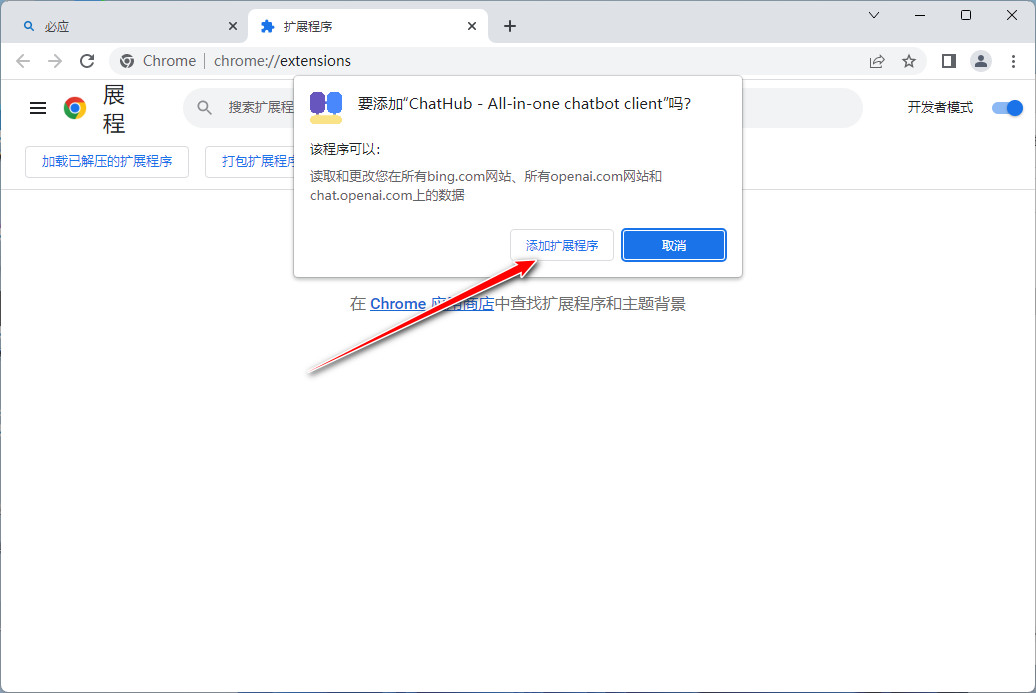 必应
扩展程序
Chrome
chrome://extensions
展
程
搜索扩展程
开发者模式
加载已解压的扩展程序
打包扩展程序
要添加“ChatHub - All-in-one chatbot client”吗?
该程序可以:
读取和更改您在所有bing.com网站、所有openai.com网站和
chat.openai.com上的数据
添加扩展程序
取消
在 Chrome 应用商店中查找扩展程序和主题背景